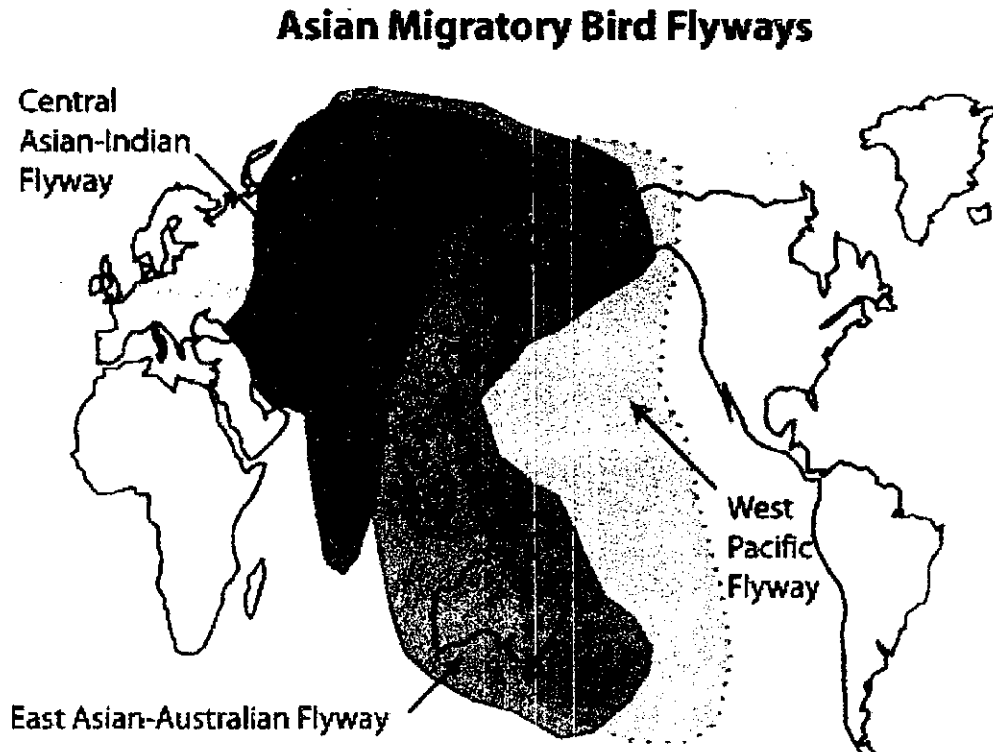 Asian Migratory Bird Flyways
Central
Asian-Indian
Flyway
West
Pacific
Flyway
East Asian-Australian Flyway